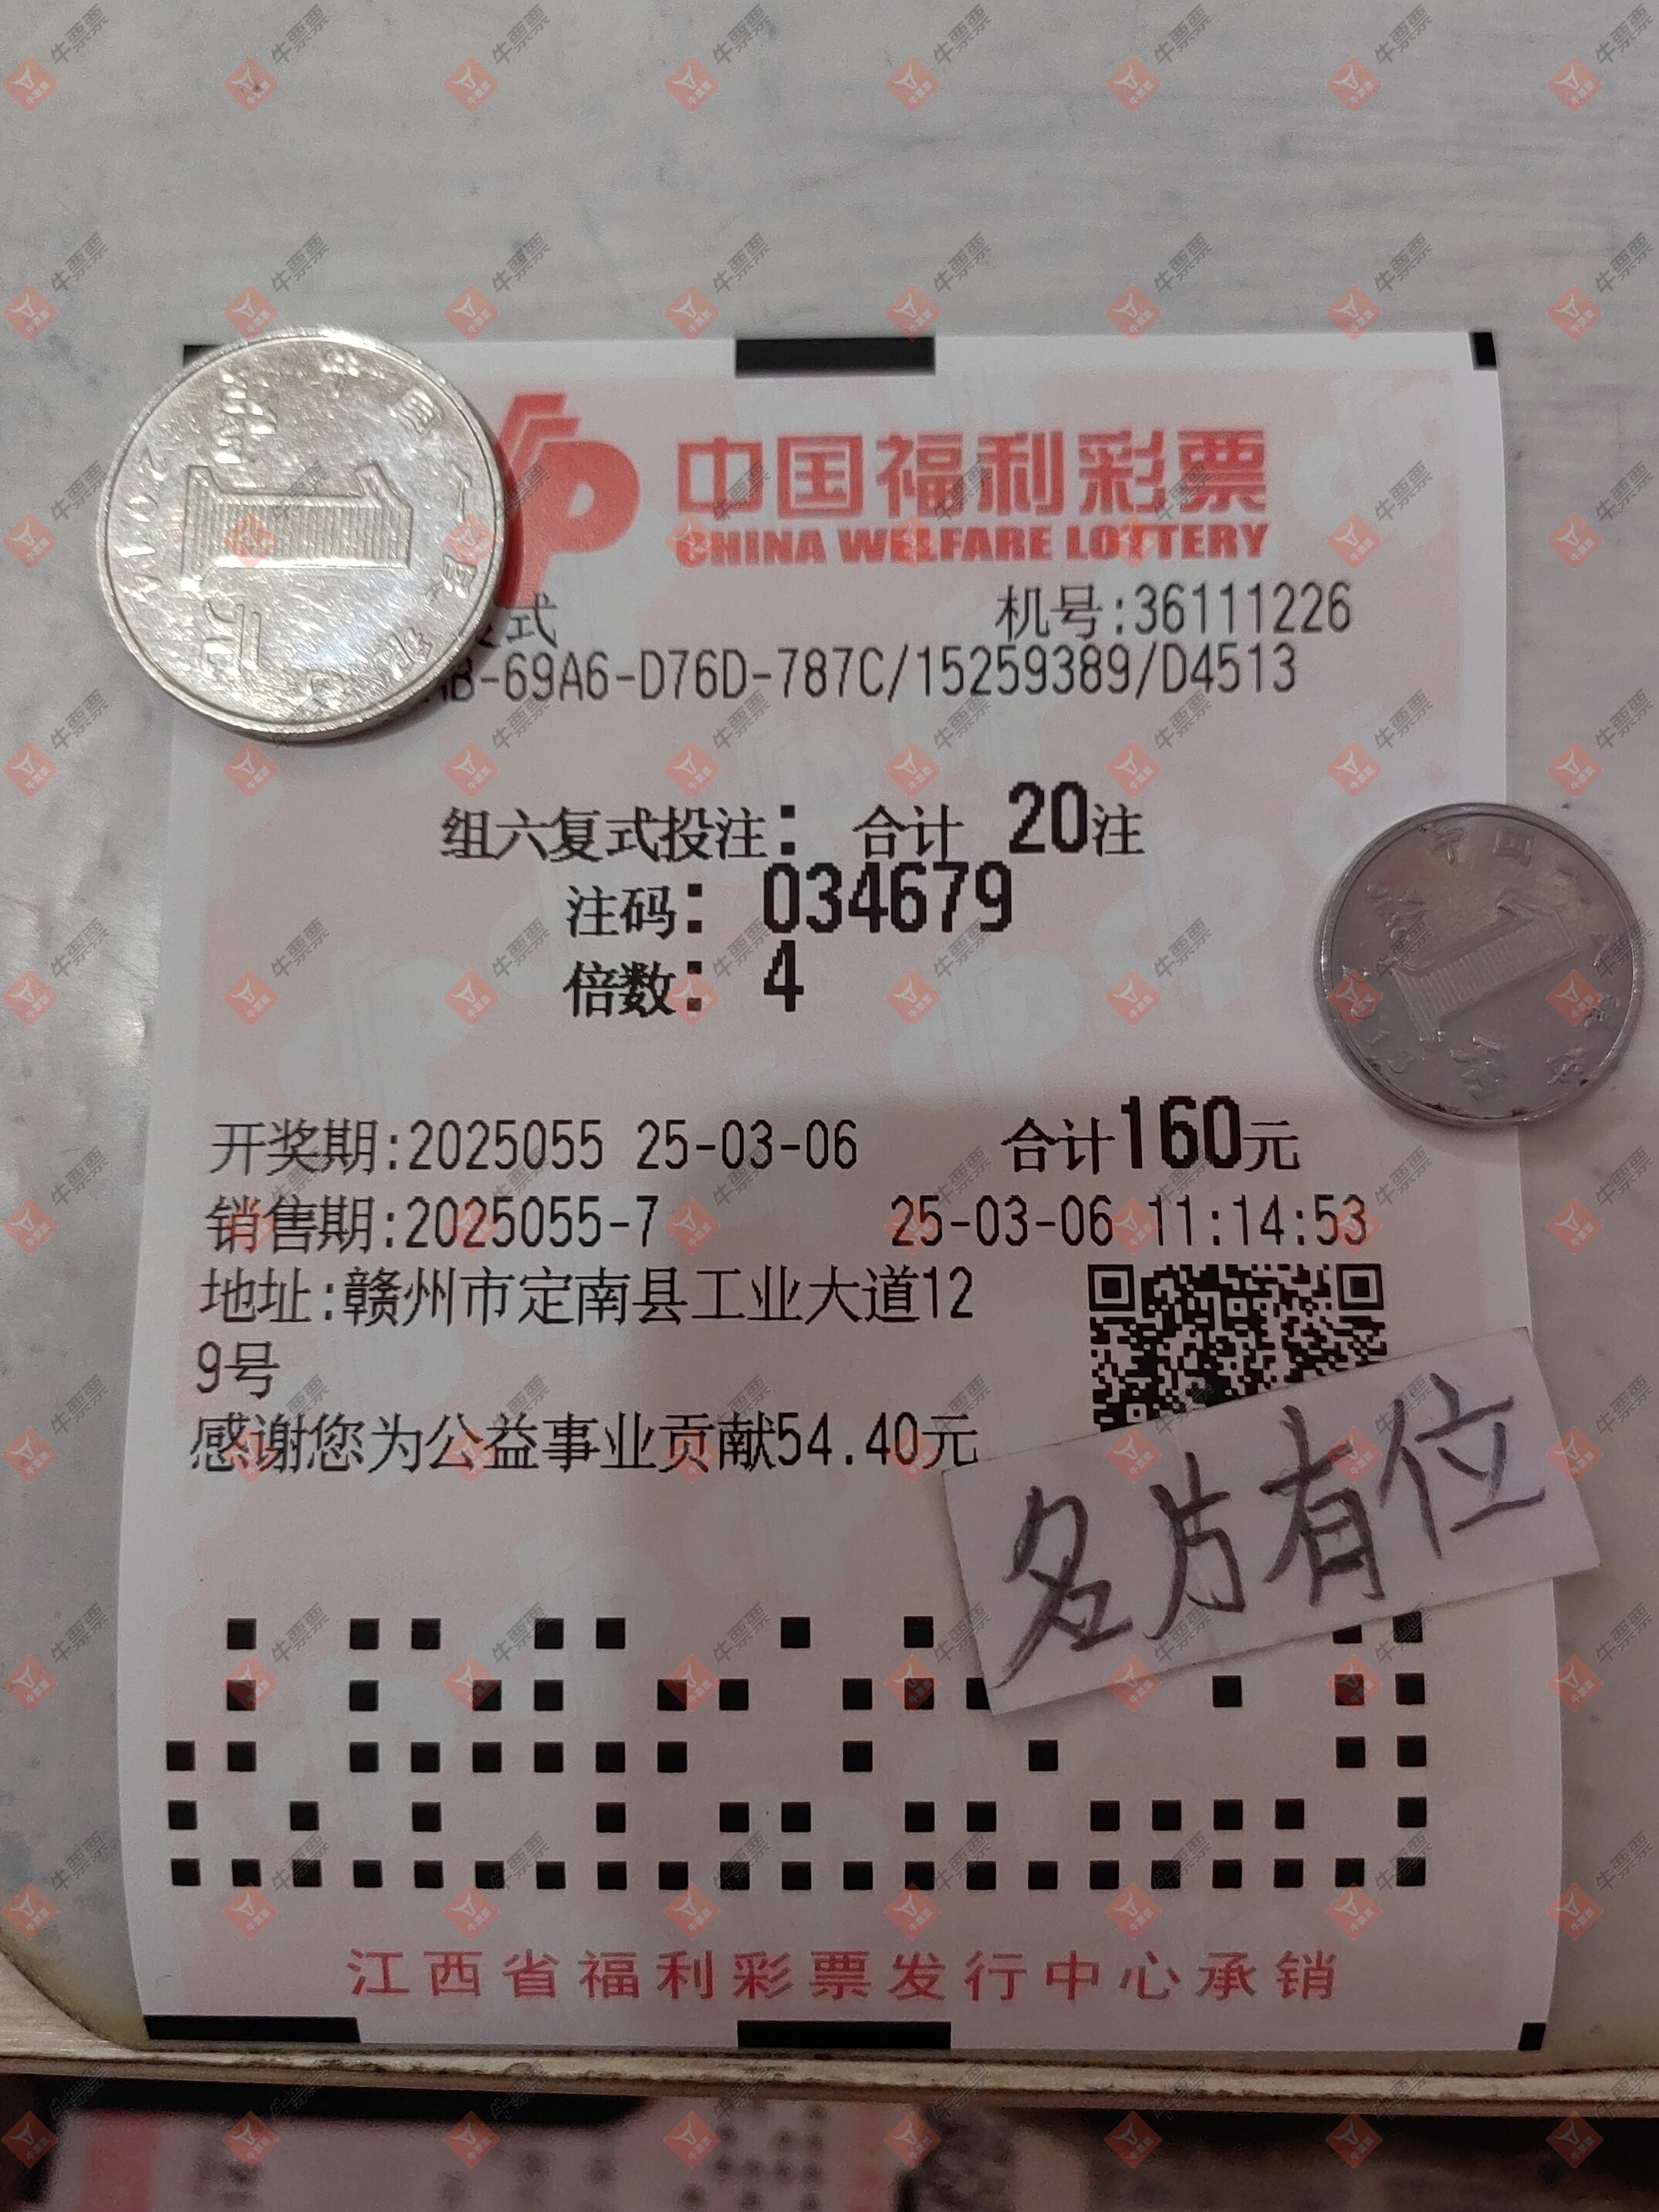 中国福利彩票
CHINA WELFARE LOTTERY
式 机号:36111226
B-69A6-D76D-787C/15259389/D4513
组六复式投注: 合计 20注
注码: 034679
倍数: 4
开奖期:2025055 25-03-06 合计160元
销售期:2025055-7 25-03-06 11:14:53
地址:赣州市定南县工业大道12
9号
感谢您为公益事业贡献54.40元
名片有位
江西省福利彩票发行中心承销
牛票票